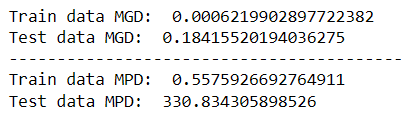 Train data MGD:  0.0006219902897722382
Test data MGD:  0.18415520194036275
----------------------------------------
Train data MPD:  0.5575926692764911
Test data MPD:  330.834305898526